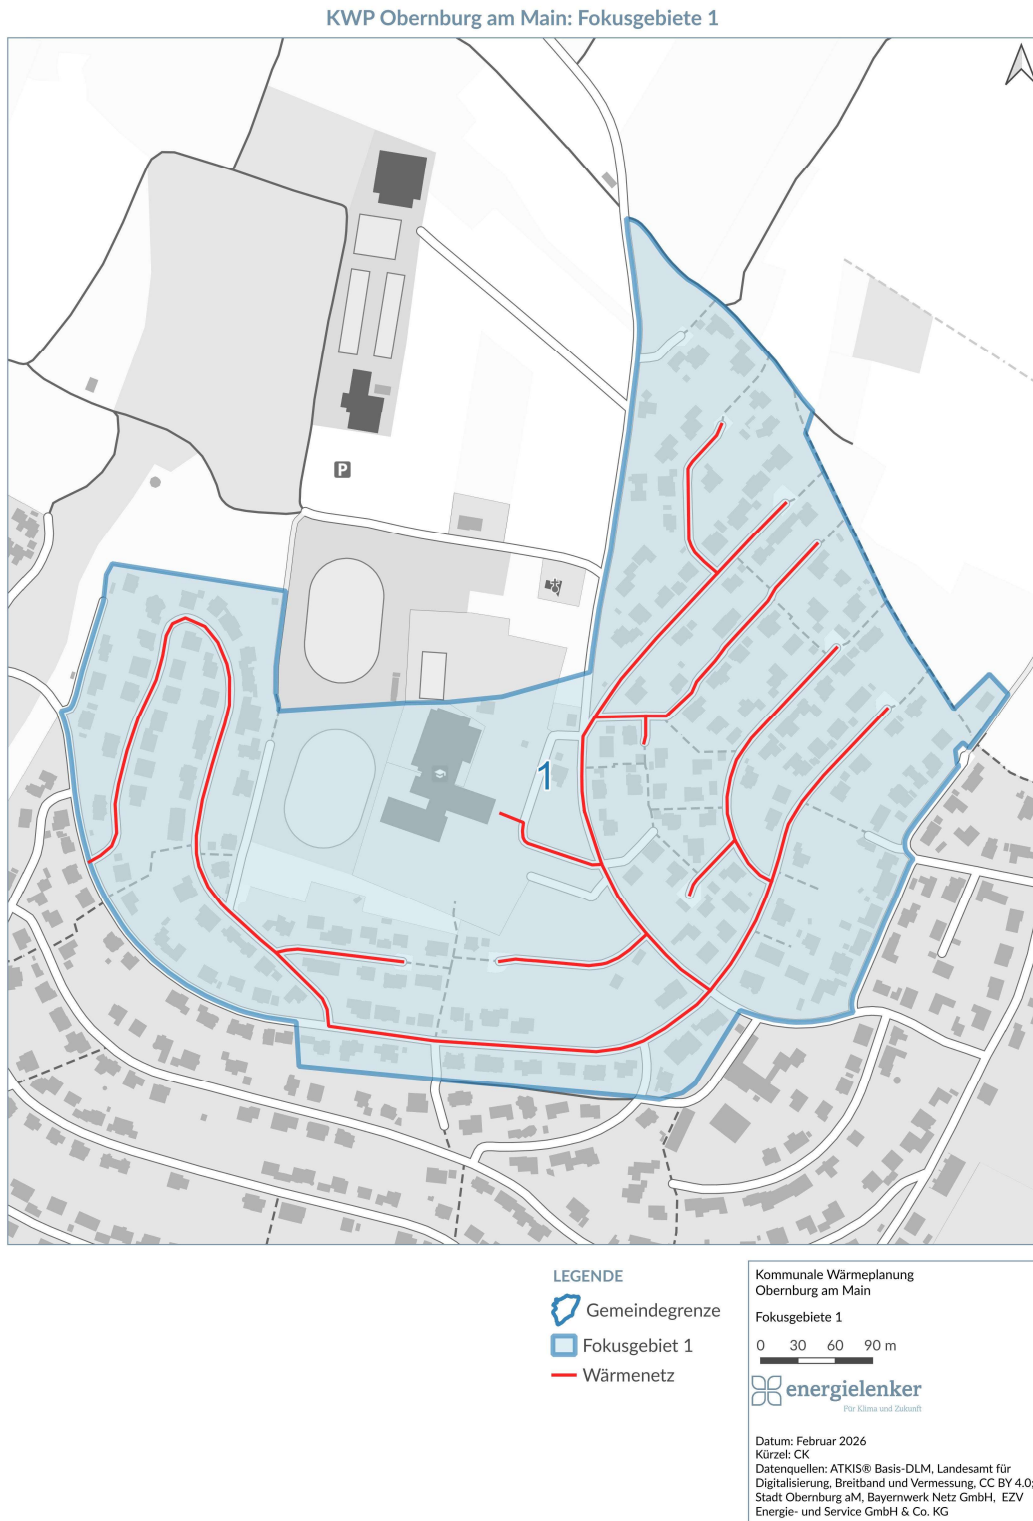 KWP Obernburg am Main: Fokusgebiete 1
P
1
LEGENDE
Gemeindegrenze
Fokusgebiet 1
Wärmenetz
Kommunale Wärmeplanung
Obernburg am Main
Fokusgebiete 1
0 30 60 90 m
energielenker
Für Klima und Zukunft
Datum: Februar 2026
Kürzel: CK
Datenquellen: ATKIS® Basis-DLM, Landesamt für
Digitalisierung, Breitband und Vermessung, CC BY 4.0;
Stadt Obernburg aM, Bayernwerk Netz GmbH, EZV
Energie- und Service GmbH & Co. KG